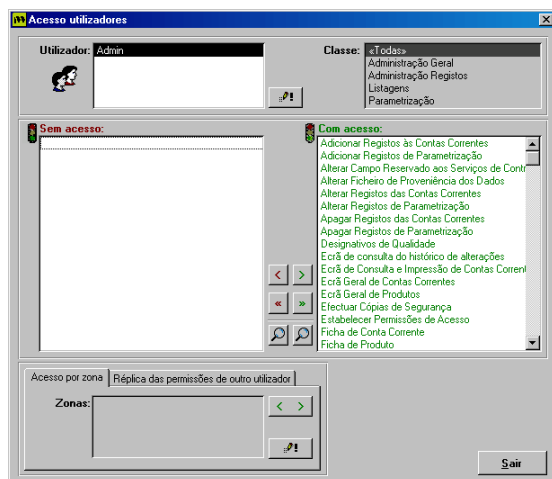 Acesso utilizadores
Utilizador: Admin
Classe: «Todas»
Administração Geral
Administração Registos
Listagens
Parametrização
Sem acesso:
Com acesso:
Adicionar Registos às Contas Correntes
Adicionar Registos de Parametrização
Alterar Campo Reservado aos Serviços de Contr
Alterar Ficheiro de Proveniência dos Dados
Alterar Registos das Contas Correntes
Alterar Registos de Parametrização
Apagar Registos das Contas Correntes
Apagar Registos de Parametrização
Designativos de Qualidade
Ecrã de consulta do histórico de alterações
Ecrã de Consulta e Impressão de Contas Corrent
Ecrã Geral de Contas Correntes
Ecrã Geral de Produtos
Efectuar Cópias de Segurança
Estabelecer Permissões de Acesso
Ficha de Conta Corrente
Ficha de Produto
Acesso por zona
Réplica das permissões de outro utilizador
Zonas:
Sair